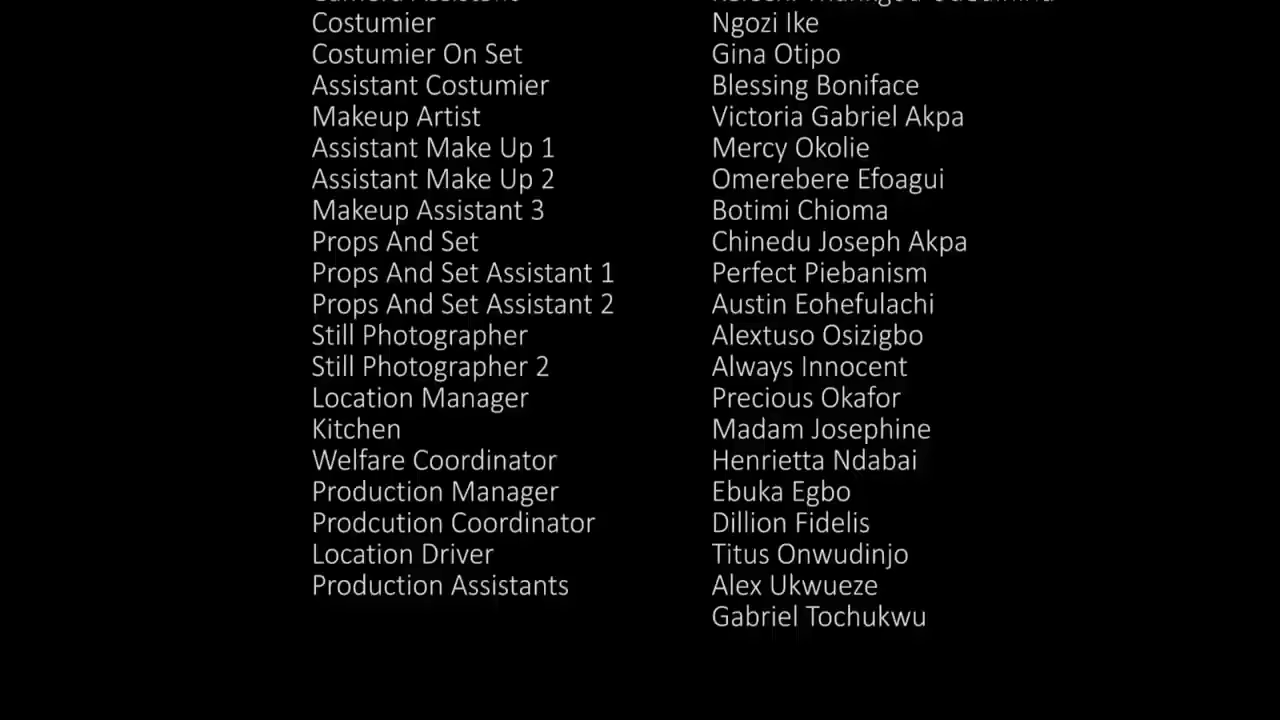 Camera Assistant
Costumier Ngozi Ike
Costumier On Set Gina Otipo
Assistant Costumier Blessing Boniface
Makeup Artist Victoria Gabriel Akpa
Assistant Make Up 1 Mercy Okolie
Assistant Make Up 2 Omerebere Efoagui
Makeup Assistant 3 Botimi Chioma
Props And Set Chinedu Joseph Akpa
Props And Set Assistant 1 Perfect Piebanism
Props And Set Assistant 2 Austin Eohefulachi
Still Photographer Alextuso Osizigbo
Still Photographer 2 Always Innocent
Location Manager Precious Okafor
Kitchen Madam Josephine
Welfare Coordinator Henrietta Ndabai
Production Manager Ebuka Egbo
Prodcution Coordinator Dillion Fidelis
Location Driver Titus Onwudinjo
Production Assistants Alex Ukwueze
Gabriel Tochukwu